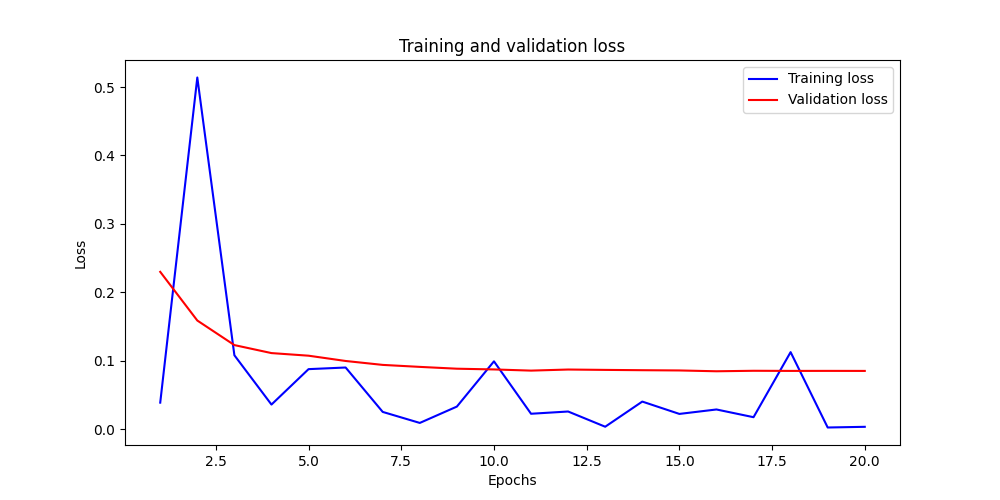 Training and validation loss
Training loss
Validation loss
0.5
0.4
0.3
0.2
0.1
0.0
Loss
2.5 5.0 7.5 10.0 12.5 15.0 17.5 20.0
Epochs